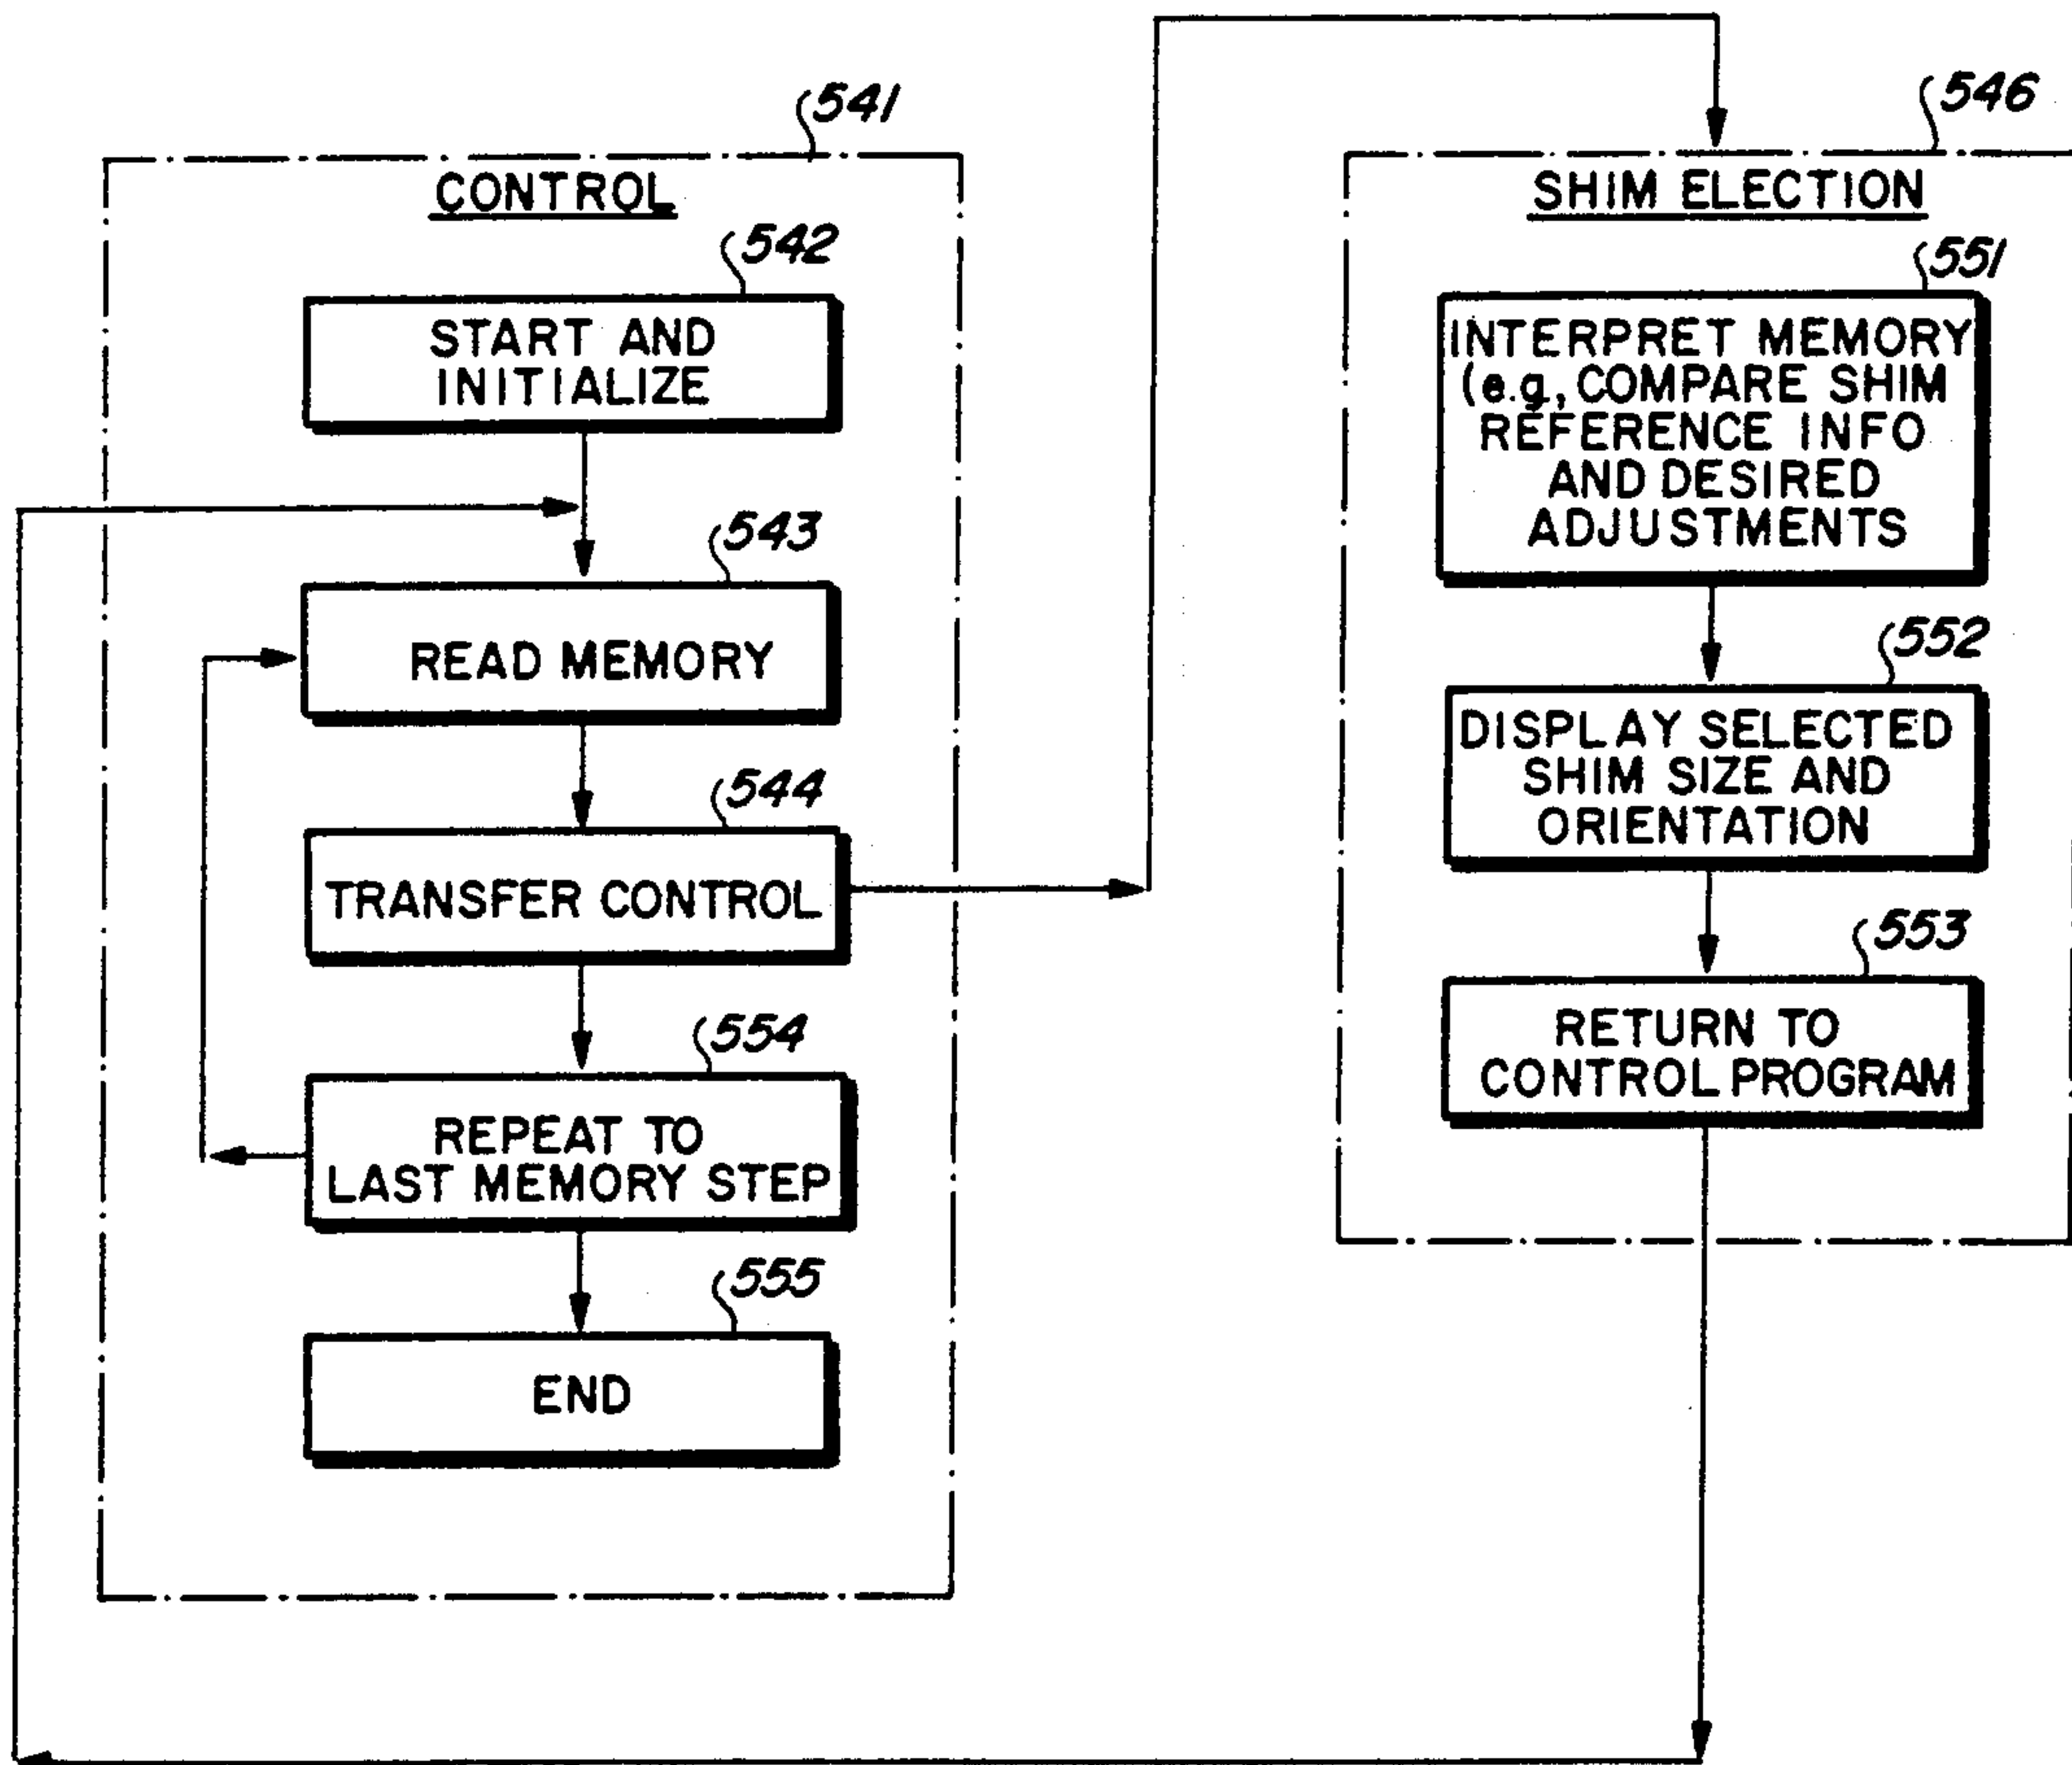 541
CONTROL
542
START AND
INITIALIZE
543
READ MEMORY
544
TRANSFER CONTROL
554
REPEAT TO
LAST MEMORY STEP
555
END
546
SHIM ELECTION
551
INTERPRET MEMORY
(e.g., COMPARE SHIM
REFERENCE INFO
AND DESIRED
ADJUSTMENTS
552
DISPLAY SELECTED
SHIM SIZE AND
ORIENTATION
553
RETURN TO
CONTROL PROGRAM